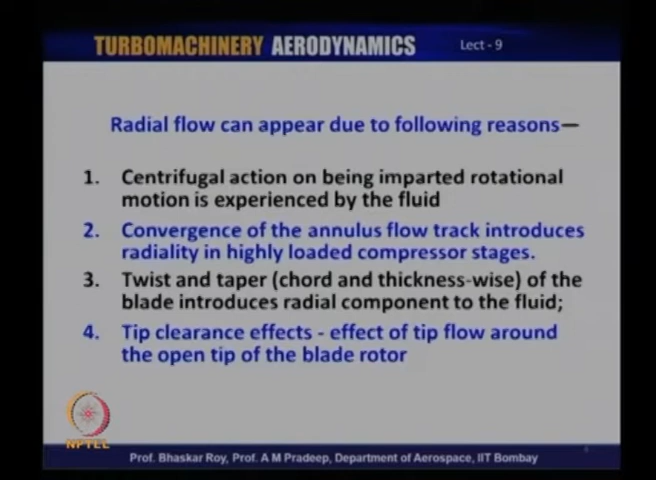 TURBOMACHINERY AERODYNAMICS Lect - 9
Radial flow can appear due to following reasons—
1. Centrifugal action on being imparted rotational
motion is experienced by the fluid
2. Convergence of the annulus flow track introduces
radiality in highly loaded compressor stages.
3. Twist and taper (chord and thickness-wise) of the
blade introduces radial component to the fluid;
4. Tip clearance effects - effect of tip flow around
the open tip of the blade rotor
NPTEL
Prof. Bhaskar Roy, Prof. A M Pradeep, Department of Aerospace, IIT Bombay